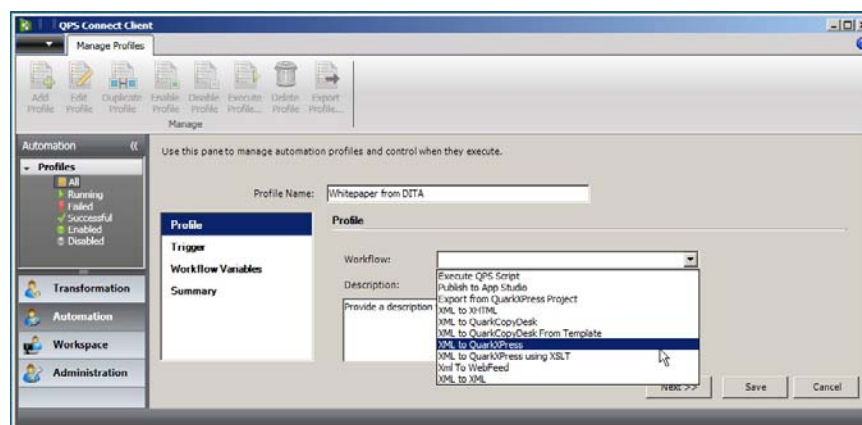 QPS Connect Client
Manage Profiles
Add Profile
Edit Profile
Duplicate Profile
Enable Profile
Disable Profile
Execute Profile...
Delete Profile
Export Profile...
Manage
Automation
Use this pane to manage automation profiles and control when they execute.
Profiles
All
Running
Failed
Successful
Enabled
Disabled
Profile Name: Whitepaper from DITA
Profile
Trigger
Workflow Variables
Summary
Profile
Workflow:
Description:
Provide a description
Execute QPS Script
Publish to App Studio
Export from QuarkXPress Project
XML to XHTML
XML to QuarkCopyDesk
XML to QuarkCopyDesk From Template
XML to QuarkXPress
XML to QuarkXPress using XSLT
Xml To WebFeed
XML to XML
Transformation
Automation
Workspace
Administration
Next >> Save Cancel